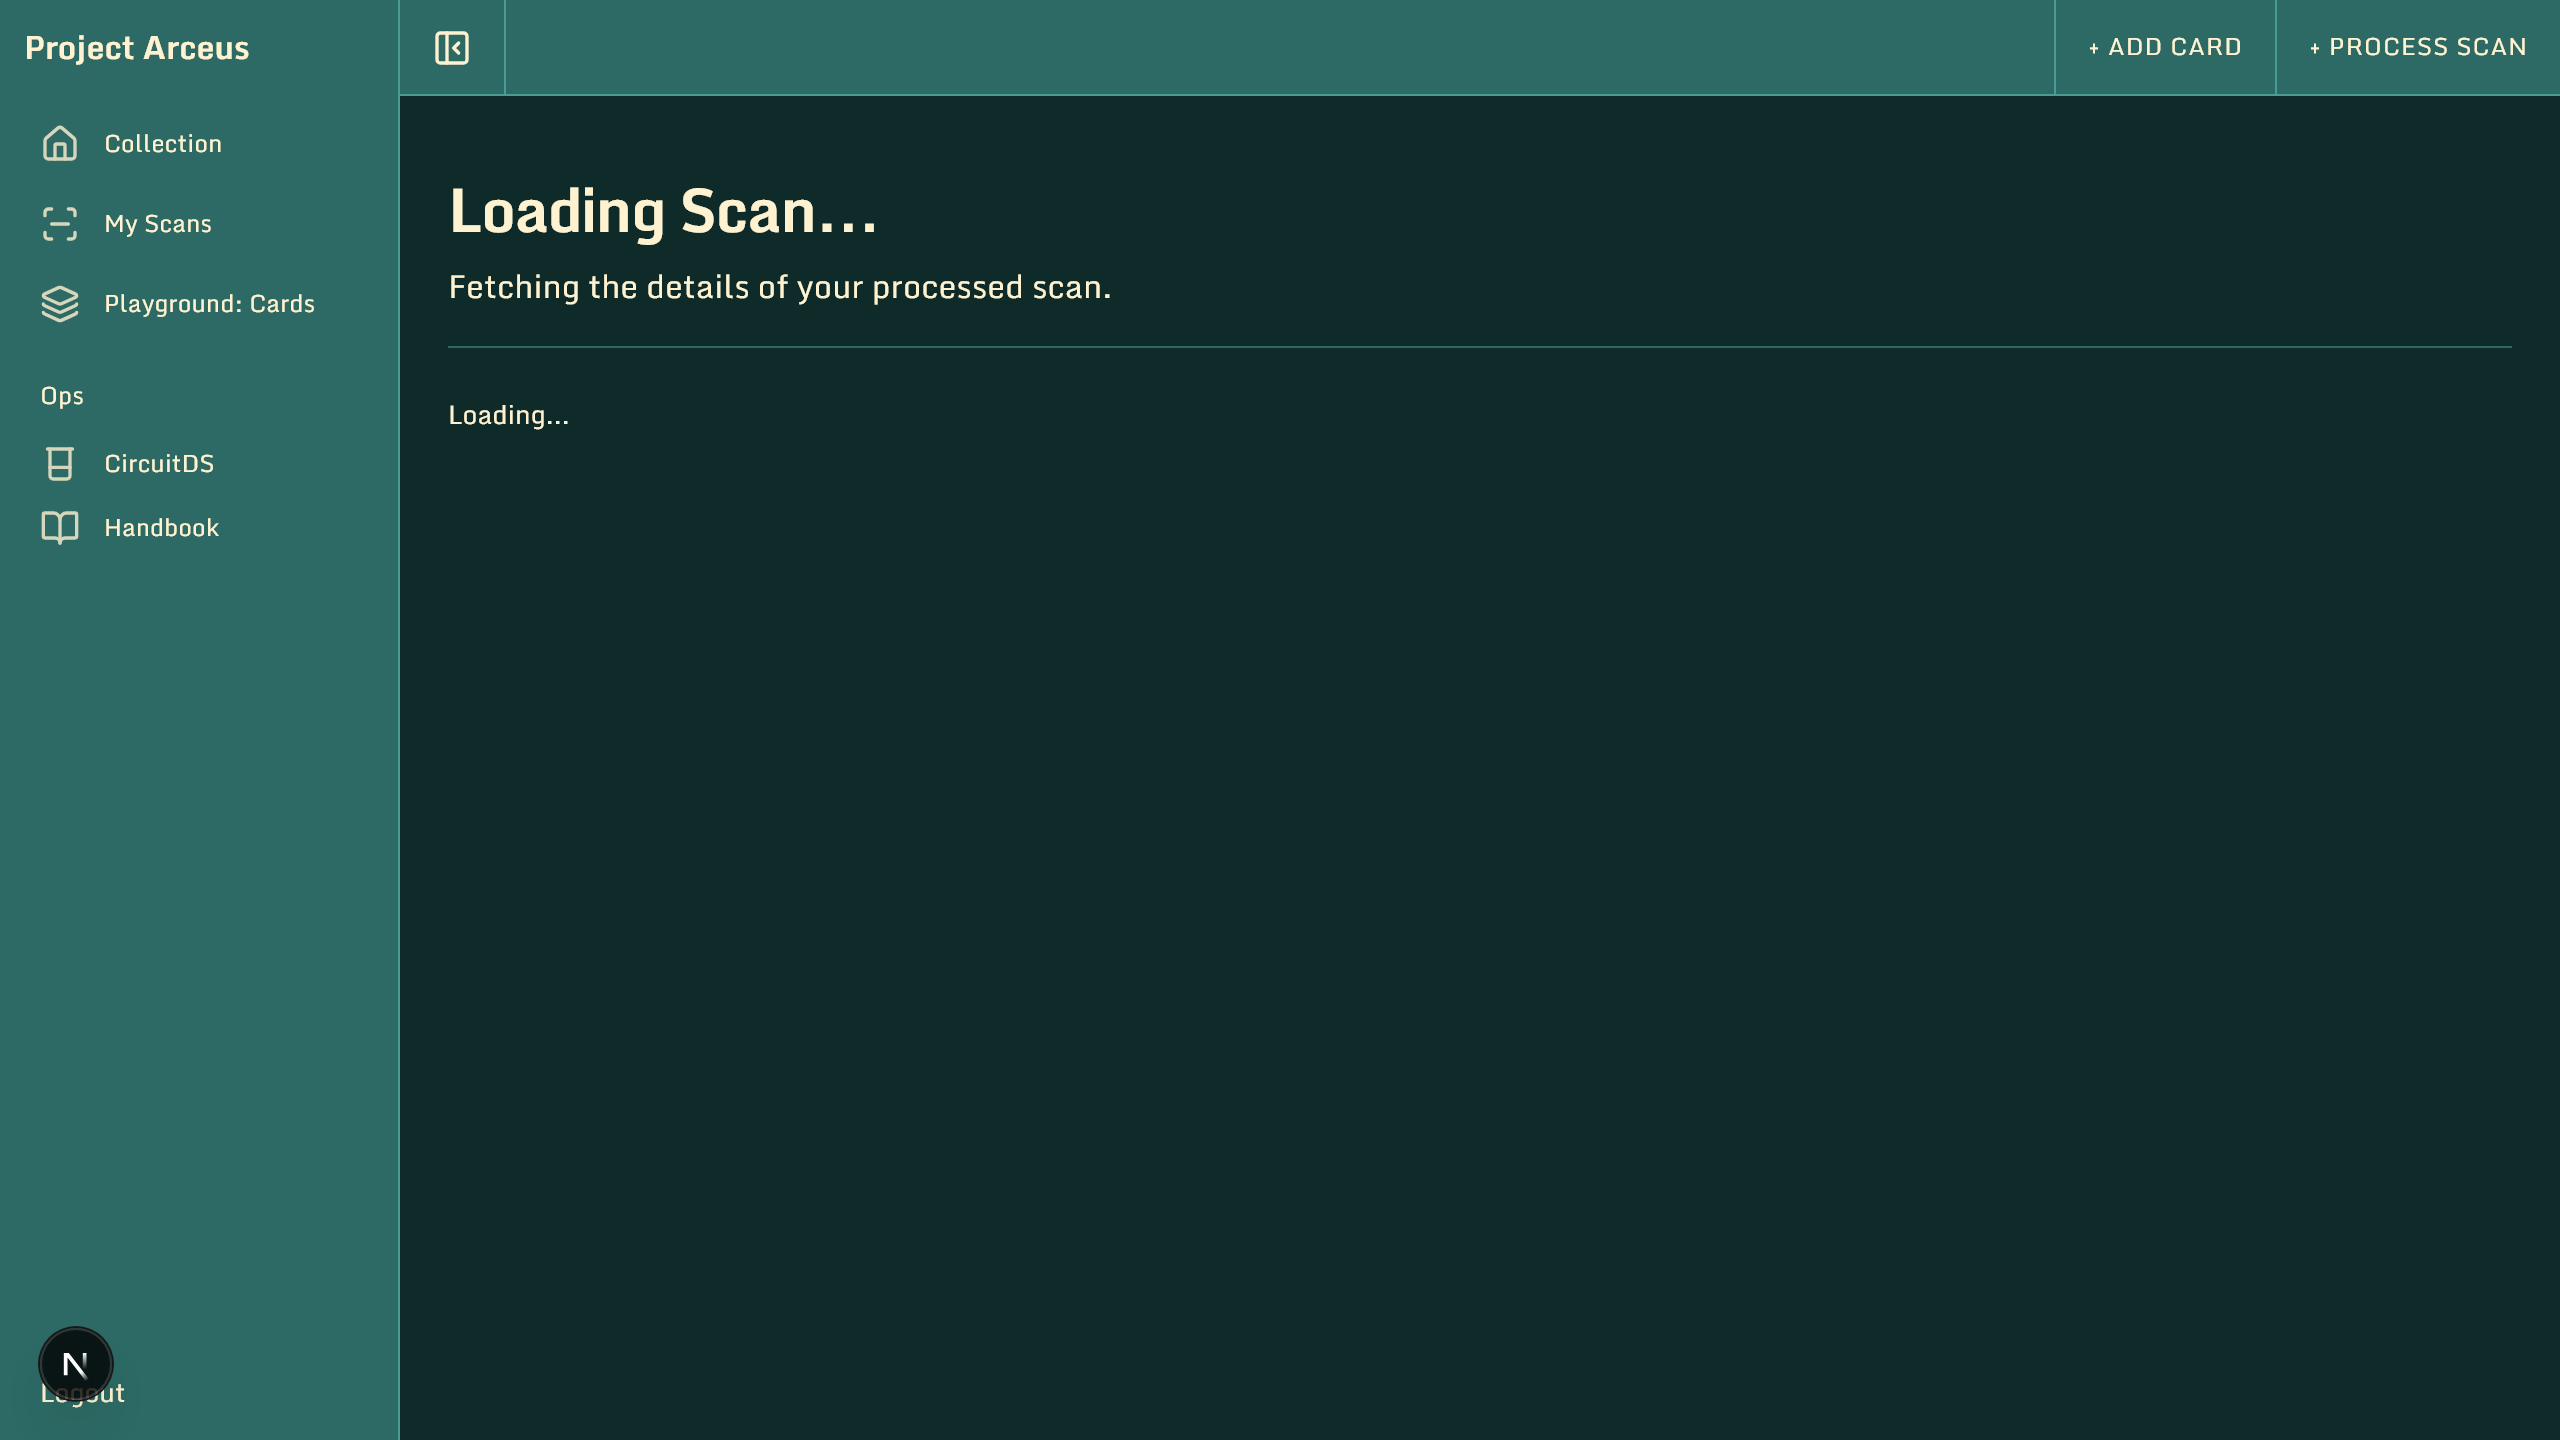 Project Arceus
+ ADD CARD
+ PROCESS SCAN
Collection
My Scans
Playground: Cards
Ops
CircuitDS
Handbook
Loading Scan...
Fetching the details of your processed scan.
Loading...
N
Logout